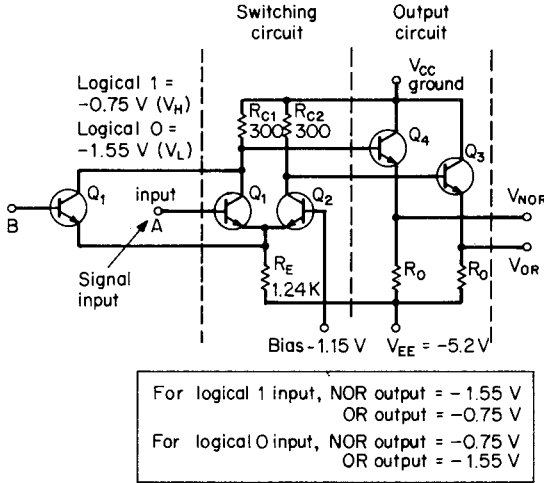 Switching
circuit
Output
circuit
Logical 1 =
-0.75 V (VH)
Logical 0 =
-1.55 V (VL)
RC1
300
RC2
300
VCC
ground
Q4
Q3
Q1
B
input
A
Q1
Q2
Signal
input
RE
1.24K
RO
RO
VNOR
VOR
Bias-1.15 V
VEE = -5.2V
For logical 1 input, NOR output = -1.55 V
OR output = -0.75 V
For logical 0 input, NOR output = -0.75 V
OR output = -1.55 V